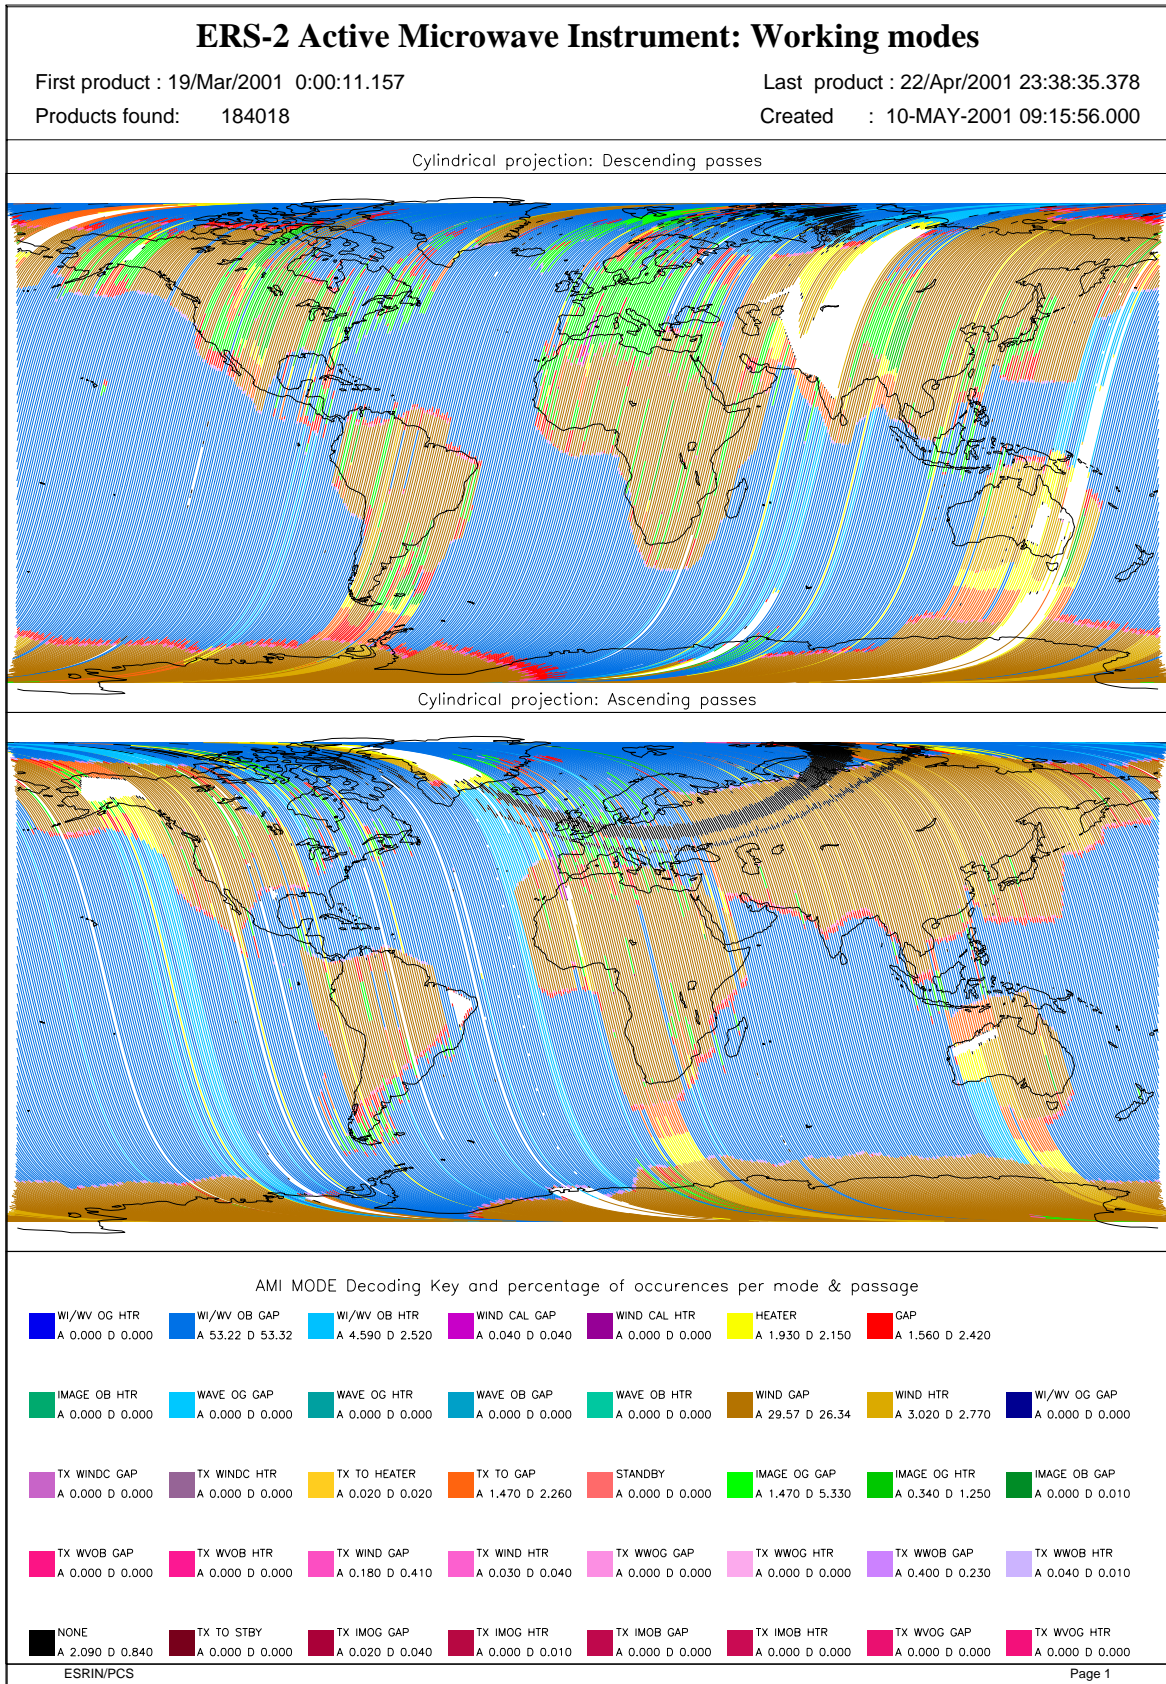 ERS-2 Active Microwave Instrument: Working modes
First product : 19/Mar/2001 0:00:11.157 Last product : 22/Apr/2001 23:38:35.378
Products found: 184018 Created : 10-MAY-2001 09:15:56.000
Cylindrical projection: Descending passes
Cylindrical projection: Ascending passes
AMI MODE Decoding Key and percentage of occurences per mode & passage
WI/WV OG HTR WI/WV OB GAP WI/WV OB HTR WIND CAL GAP WIND CAL HTR HEATER GAP
A 0.000 D 0.000 A 53.22 D 53.32 A 4.590 D 2.520 A 0.040 D 0.040 A 0.000 D 0.000 A 1.930 D 2.150 A 1.560 D 2.420
IMAGE OB HTR WAVE OG GAP WAVE OG HTR WAVE OB GAP WAVE OB HTR WIND GAP WIND HTR WI/WV OG GAP
A 0.000 D 0.000 A 0.000 D 0.000 A 0.000 D 0.000 A 0.000 D 0.000 A 0.000 D 0.000 A 29.57 D 26.34 A 3.020 D 2.770 A 0.000 D 0.000
TX WINDC GAP TX WINDC HTR TX TO HEATER TX TO GAP STANDBY IMAGE OG GAP IMAGE OG HTR IMAGE OB GAP
A 0.000 D 0.000 A 0.000 D 0.000 A 0.020 D 0.020 A 1.470 D 2.260 A 0.000 D 0.000 A 1.470 D 5.330 A 0.340 D 1.250 A 0.000 D 0.010
TX WVOB GAP TX WVOB HTR TX WIND GAP TX WIND HTR TX WWOG GAP TX WWOG HTR TX WWOB GAP TX WWOB HTR
A 0.000 D 0.000 A 0.000 D 0.000 A 0.180 D 0.410 A 0.030 D 0.040 A 0.000 D 0.000 A 0.000 D 0.000 A 0.400 D 0.230 A 0.040 D 0.010
NONE TX TO STBY TX IMOG GAP TX IMOG HTR TX IMOB GAP TX IMOB HTR TX WVOG GAP TX WVOG HTR
A 2.090 D 0.840 A 0.000 D 0.000 A 0.020 D 0.040 A 0.000 D 0.010 A 0.000 D 0.000 A 0.000 D 0.000 A 0.000 D 0.000 A 0.000 D 0.000
ESRIN/PCS Page 1